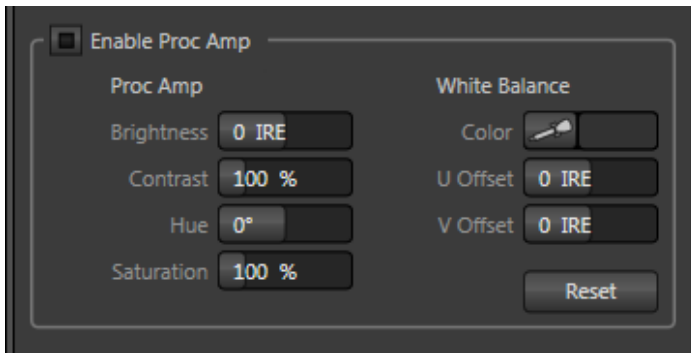 Enable Proc Amp
Proc Amp
Brightness 0 IRE
Contrast 100 %
Hue 0°
Saturation 100 %
White Balance
Color
U Offset 0 IRE
V Offset 0 IRE
Reset